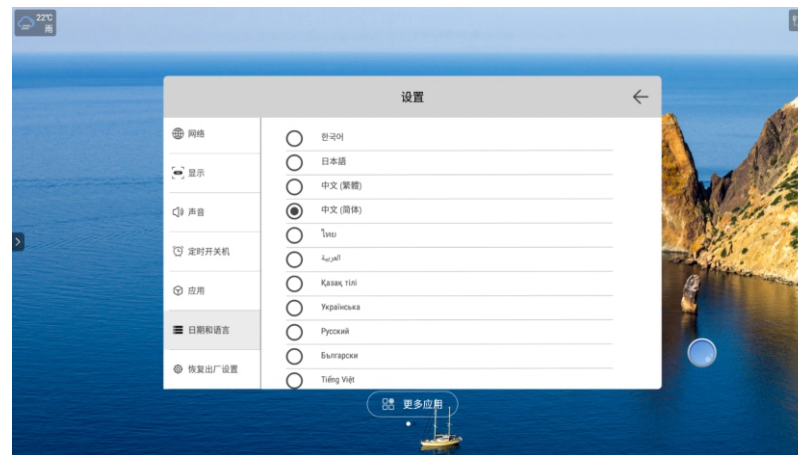 22℃
雨
设置
网络
显示
声音
定时开关机
应用
日期和语言
恢复出厂设置
한국어
日本語
中文 (繁體)
中文 (简体)
ไทย
العربية
Қазақ тілі
Українська
Русский
Български
Tiếng Việt
更多应用